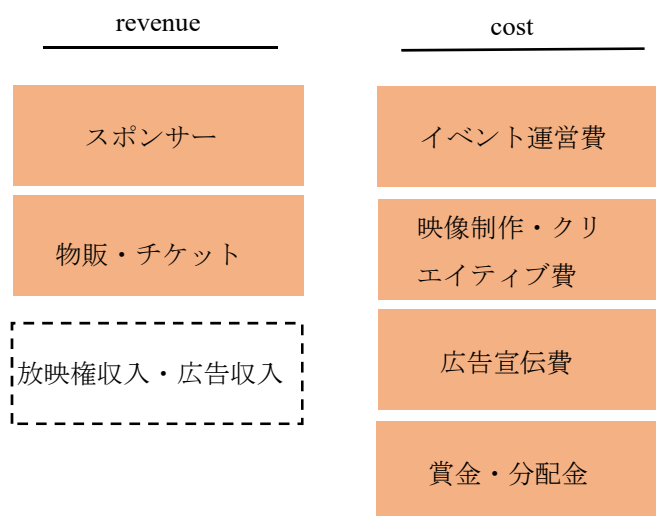 revenue
スポンサー
物販・チケット
放映権収入・広告収入
cost
イベント運営費
映像制作・クリ
エイティブ費
広告宣伝費
賞金・分配金